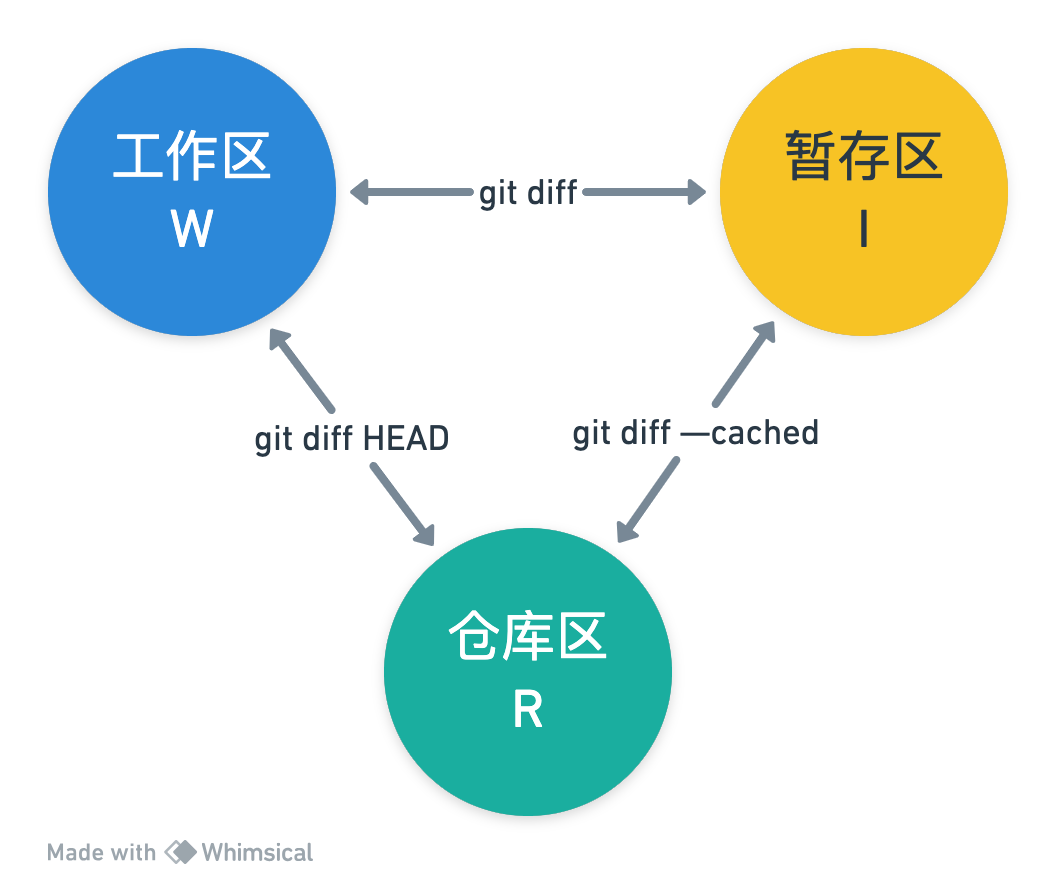 工作区
W
git diff
暂存区
I
git diff HEAD
git diff —cached
仓库区
R
Made with Whimsical